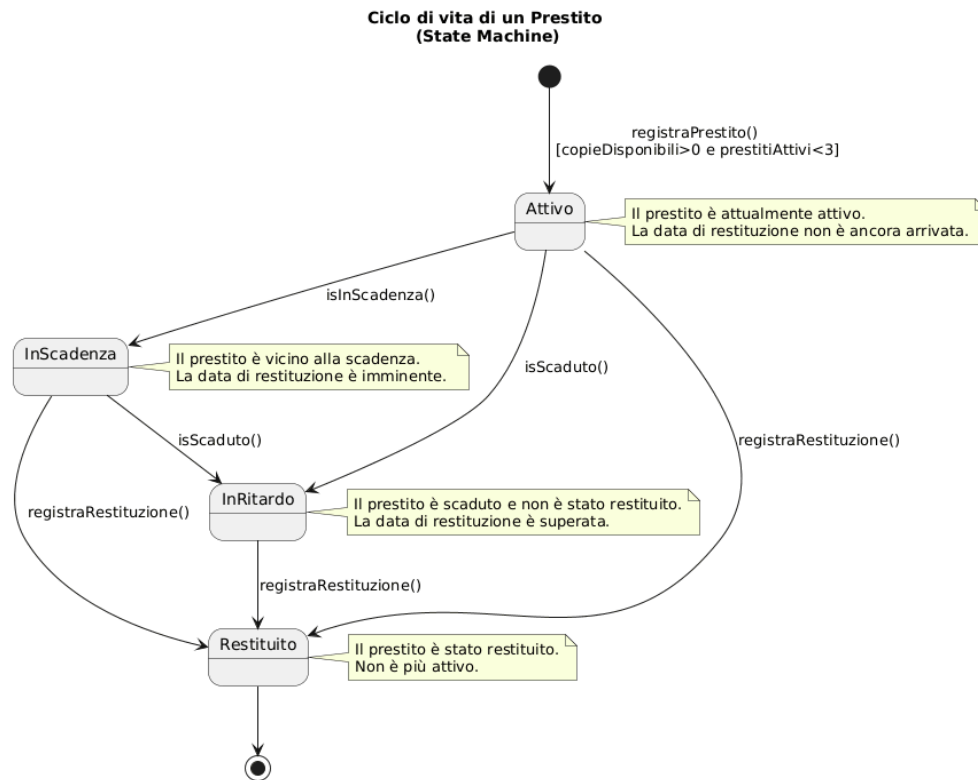 Ciclo di vita di un Prestito
(State Machine)
registraPrestito()
[copieDisponibili>0 e prestitiAttivi<3]
Attivo
Il prestito è attualmente attivo.
La data di restituzione non è ancora arrivata.
isInScadenza()
InScadenza
Il prestito è vicino alla scadenza.
La data di restituzione è imminente.
isScaduto()
isScaduto()
registraRestituzione()
InRitardo
Il prestito è scaduto e non è stato restituito.
La data di restituzione è superata.
registraRestituzione()
registraRestituzione()
Restituito
Il prestito è stato restituito.
Non è più attivo.